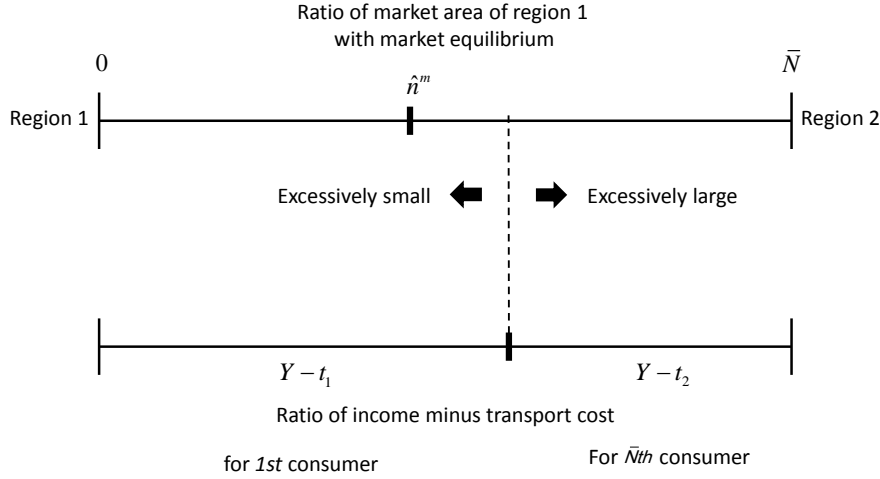 Ratio of market area of region 1
with market equilibrium
0
N̄
n̂ᵐ
Region 1
Region 2
Excessively small
Excessively large
Y − t₁
Y − t₂
Ratio of income minus transport cost
for 1st consumer
For N̄th consumer